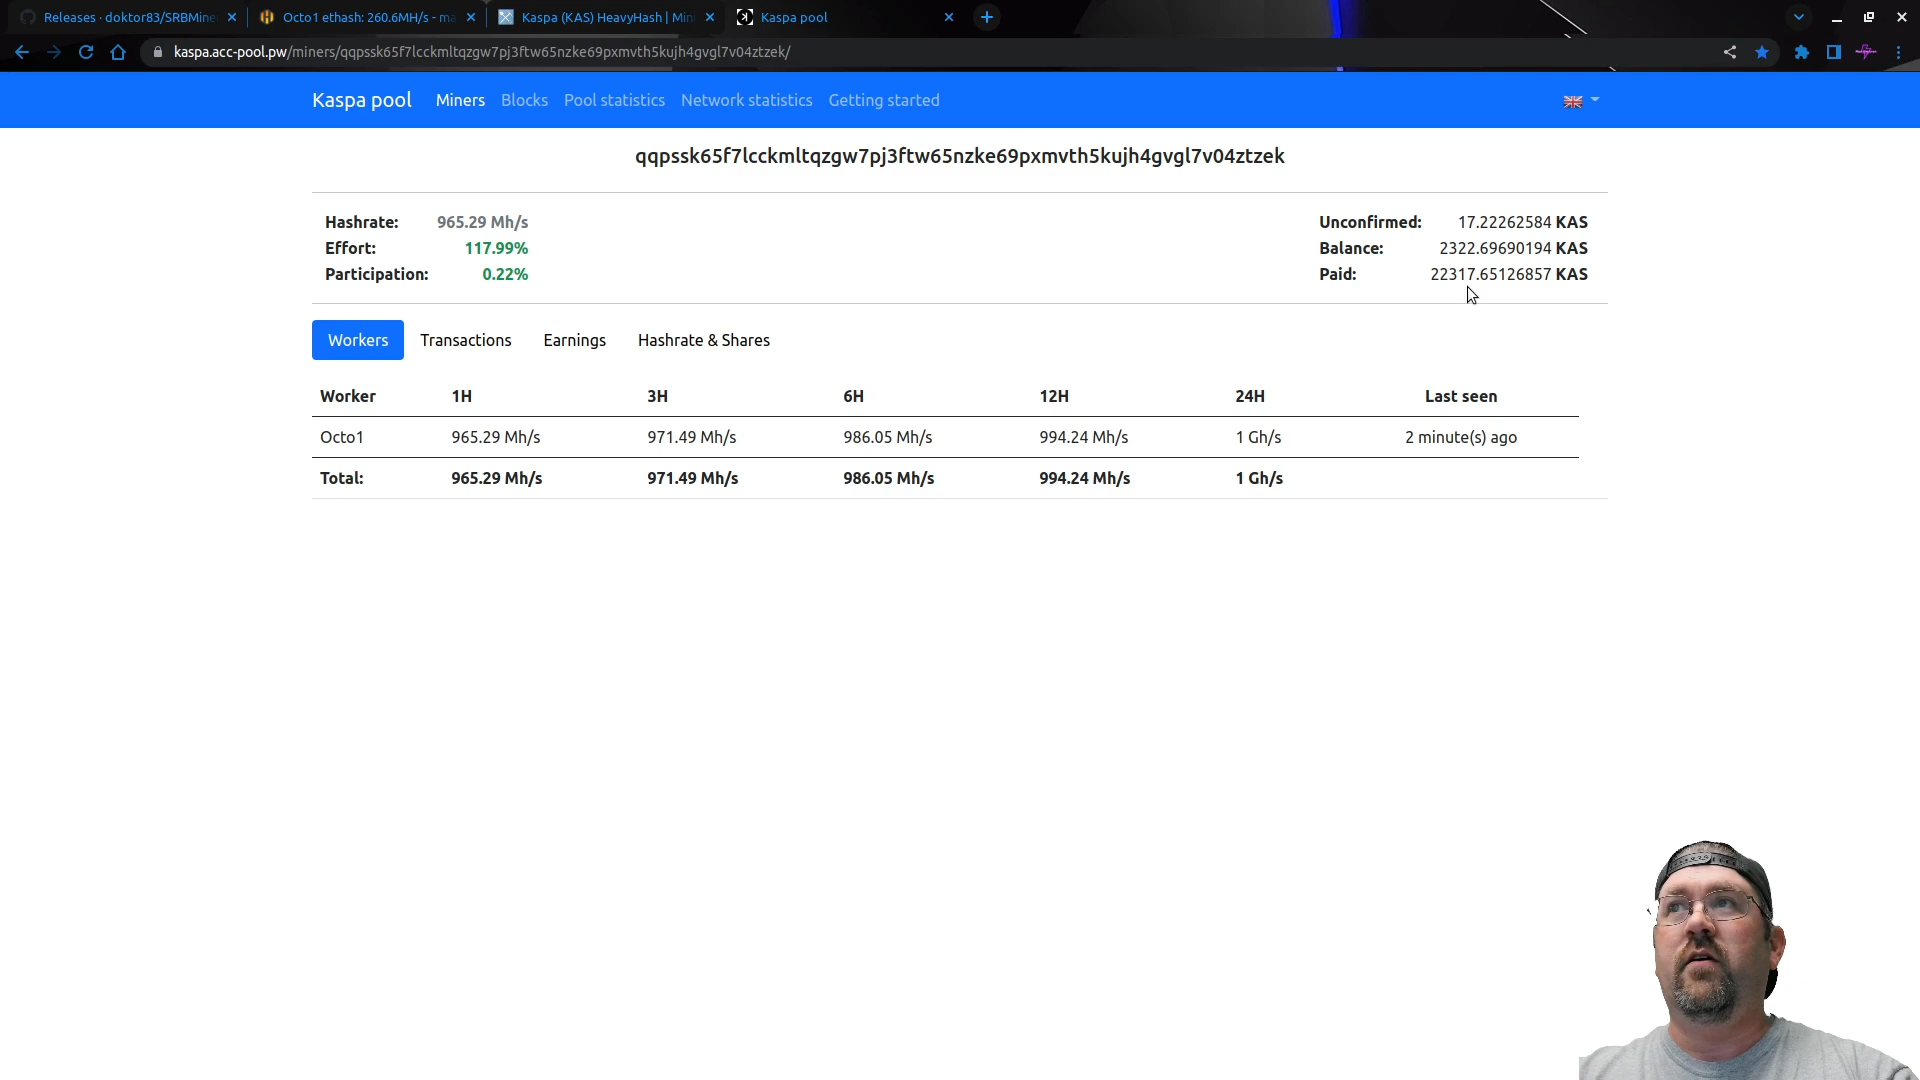 Releases · doktor83/SRBMine
Octo1 ethash: 260.6MH/s - ma
Kaspa (KAS) HeavyHash | Min
Kaspa pool
kaspa.acc-pool.pw/miners/qqpssk65f7lcckmltqzgw7pj3ftw65nzke69pxmvth5kujh4gvgl7v04ztzek/
Kaspa pool Miners Blocks Pool statistics Network statistics Getting started
qqpssk65f7lcckmltqzgw7pj3ftw65nzke69pxmvth5kujh4gvgl7v04ztzek
Hashrate: 965.29 Mh/s
Effort: 117.99%
Participation: 0.22%
Unconfirmed: 17.22262584 KAS
Balance: 2322.69690194 KAS
Paid: 22317.65126857 KAS
Workers Transactions Earnings Hashrate & Shares
Worker 1H 3H 6H 12H 24H Last seen
Octo1 965.29 Mh/s 971.49 Mh/s 986.05 Mh/s 994.24 Mh/s 1 Gh/s 2 minute(s) ago
Total: 965.29 Mh/s 971.49 Mh/s 986.05 Mh/s 994.24 Mh/s 1 Gh/s